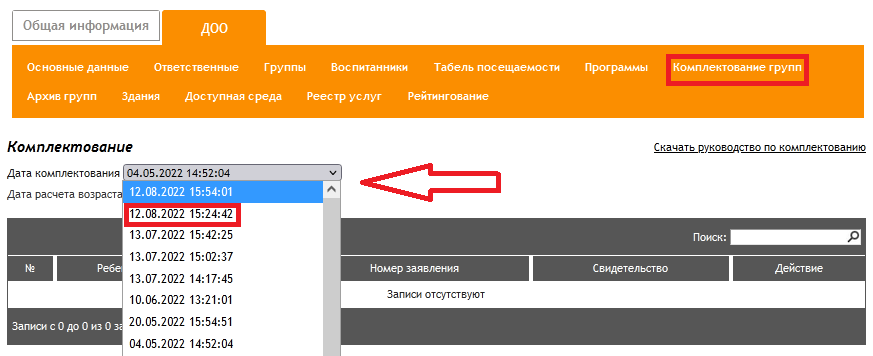 Общая информация ДОО
Основные данные Ответственные Группы Воспитанники Табель посещаемости Программы Комплектование групп
Архив групп Здания Доступная среда Реестр услуг Рейтингование
Комплектование Скачать руководство по комплектованию
Дата комплектования 04.05.2022 14:52:04
12.08.2022 15:54:01
Дата расчета возраста
12.08.2022 15:24:42
13.07.2022 15:42:25
Поиск:
13.07.2022 15:02:37
№ Ребе Номер заявления Свидетельство Действие
13.07.2022 14:17:45
Записи отсутствуют
10.06.2022 13:21:01
20.05.2022 15:54:51
Записи с 0 до 0 из 0 за
04.05.2022 14:52:04